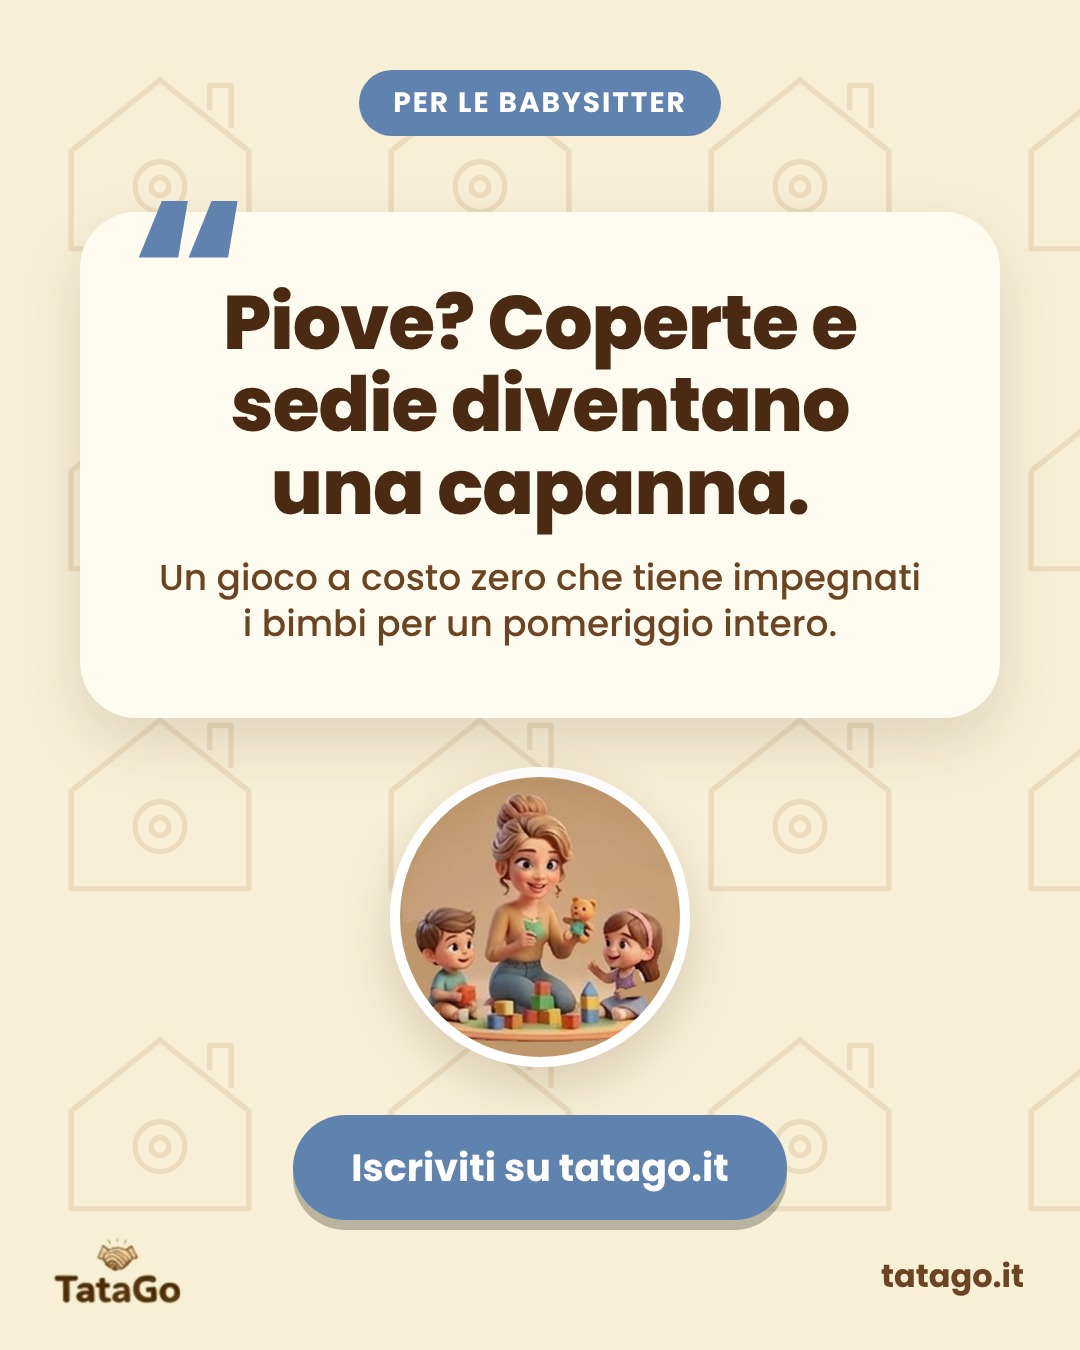 PER LE BABYSITTER
“
Piove? Coperte e
sedie diventano
una capanna.
Un gioco a costo zero che tiene impegnati
i bimbi per un pomeriggio intero.
Iscriviti su tatago.it
TataGo
tatago.it